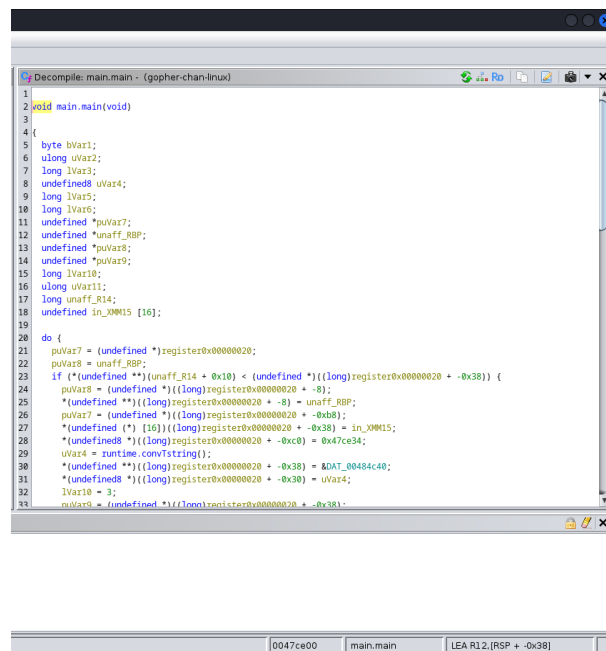 Decompile: main.main - (gopher-chan-linux)
Ro
1
2 void main.main(void)
3
4 {
5 byte bVar1;
6 ulong uVar2;
7 long lVar3;
8 undefined8 uVar4;
9 long lVar5;
10 long lVar6;
11 undefined *puVar7;
12 undefined *unaff_RBP;
13 undefined *puVar8;
14 undefined *puVar9;
15 long lVar10;
16 ulong uVar11;
17 long unaff_R14;
18 undefined in_XMM15 [16];
19
20 do {
21 puVar7 = (undefined *)register0x00000020;
22 puVar8 = unaff_RBP;
23 if (*(undefined **)(unaff_R14 + 0x10) < (undefined *)((long)register0x00000020 + -0x38)) {
24 puVar8 = (undefined *)((long)register0x00000020 + -8);
25 *(undefined **)((long)register0x00000020 + -8) = unaff_RBP;
26 puVar7 = (undefined *)((long)register0x00000020 + -0xb8);
27 *(undefined (*) [16])((long)register0x00000020 + -0x38) = in_XMM15;
28 *(undefined8 *)((long)register0x00000020 + -0xc0) = 0x47ce34;
29 uVar4 = runtime.convTstring();
30 *(undefined **)((long)register0x00000020 + -0x38) = &DAT_00484c40;
31 *(undefined8 *)((long)register0x00000020 + -0x30) = uVar4;
32 lVar10 = 3;
33 puVar9 = (undefined *)((long)register0x00000020 + -0x38);
0047ce00 main.main LEA R12,[RSP + -0x38]